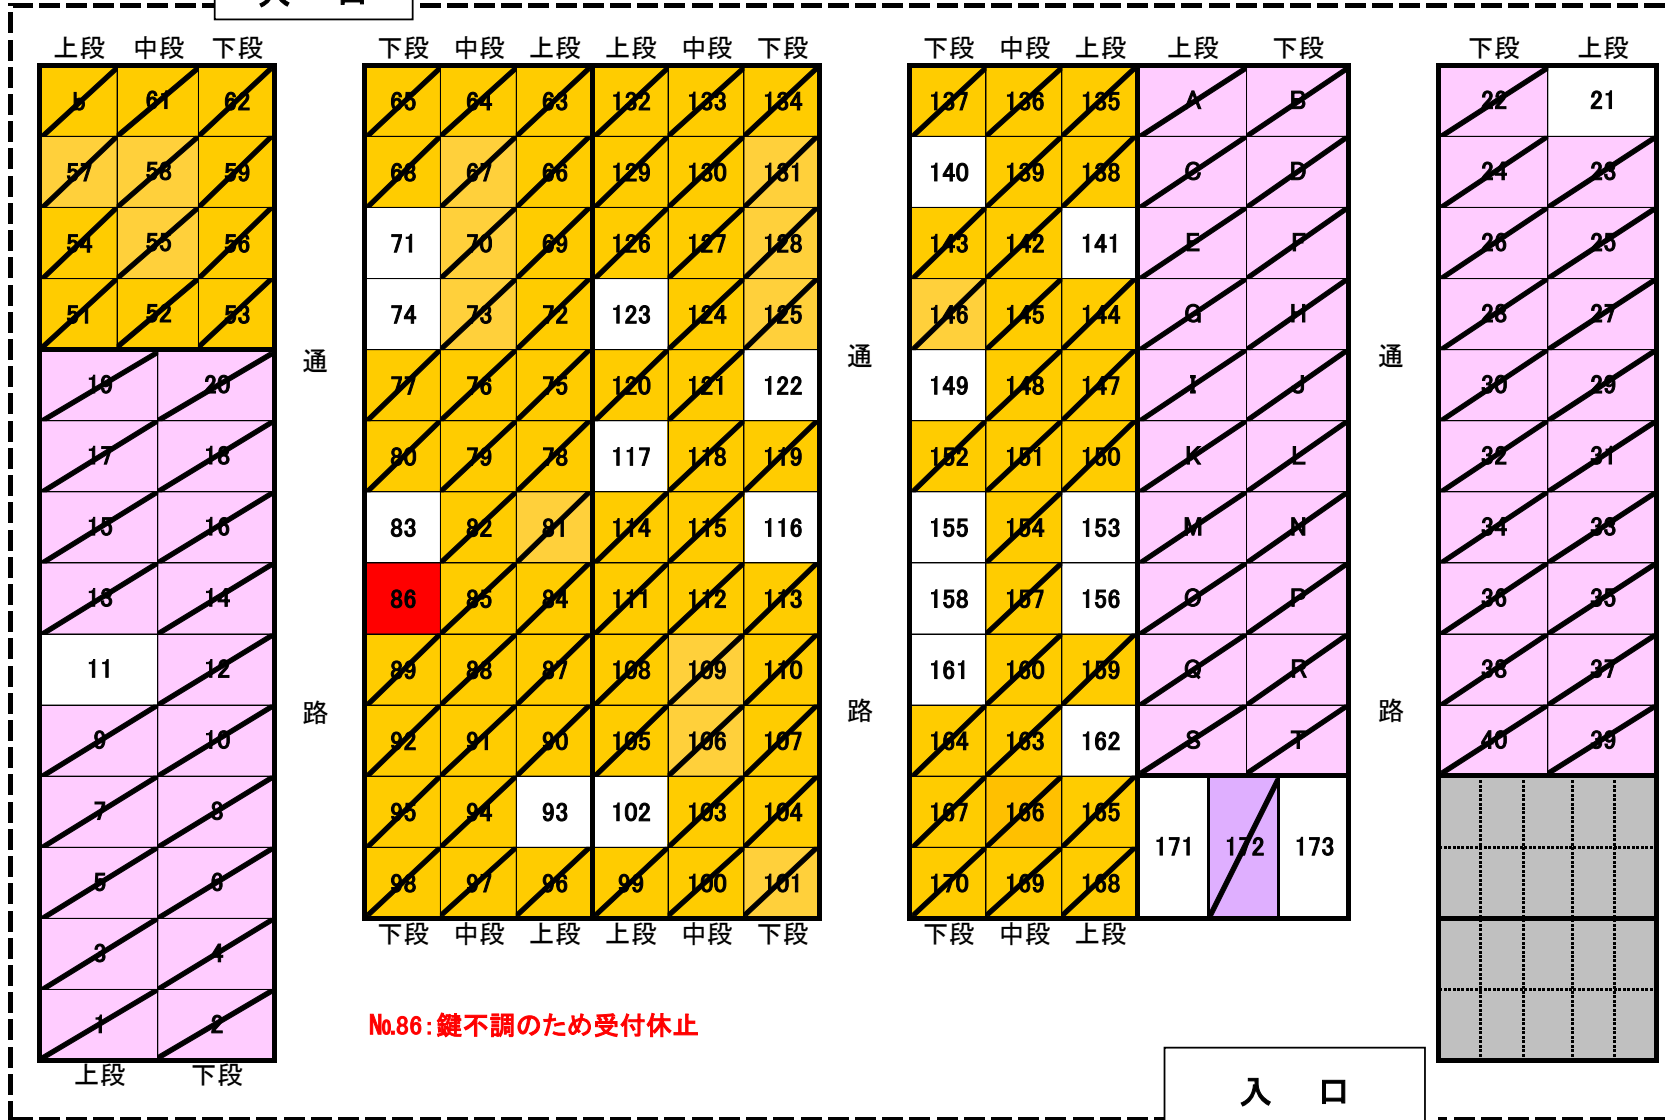 入 口
上段 中段 下段 下段 中段 上段 上段 中段 下段 下段 中段 上段 上段 下段 下段 上段
b 61 62 65 64 63 132 133 134 137 136 135 A B 22 21
57 58 59 68 67 66 129 130 131 140 139 138 C D 24 23
54 55 56 71 70 69 126 127 128 143 142 141 E F 26 25
51 52 53 74 73 72 123 124 125 146 145 144 G H 28 27
通 通 通
19 20 77 76 75 120 121 122 149 148 147 I J 30 29
17 18 80 79 78 117 118 119 152 151 150 K L 32 31
15 16 83 82 81 114 115 116 155 154 153 M N 34 33
13 14 86 85 84 111 112 113 158 157 156 O P 36 35
11 12 89 88 87 108 109 110 161 160 159 Q R 38 37
路 路 路
9 10 92 91 90 105 106 107 164 163 162 S T 40 39
7 8 95 94 93 102 103 104 167 166 165
171 172 173
5 6 98 97 96 99 100 101 170 169 168
下段 中段 上段 上段 中段 下段 下段 中段 上段
3 4
1 2
№86:鍵不調のため受付休止
上段 下段
入 口